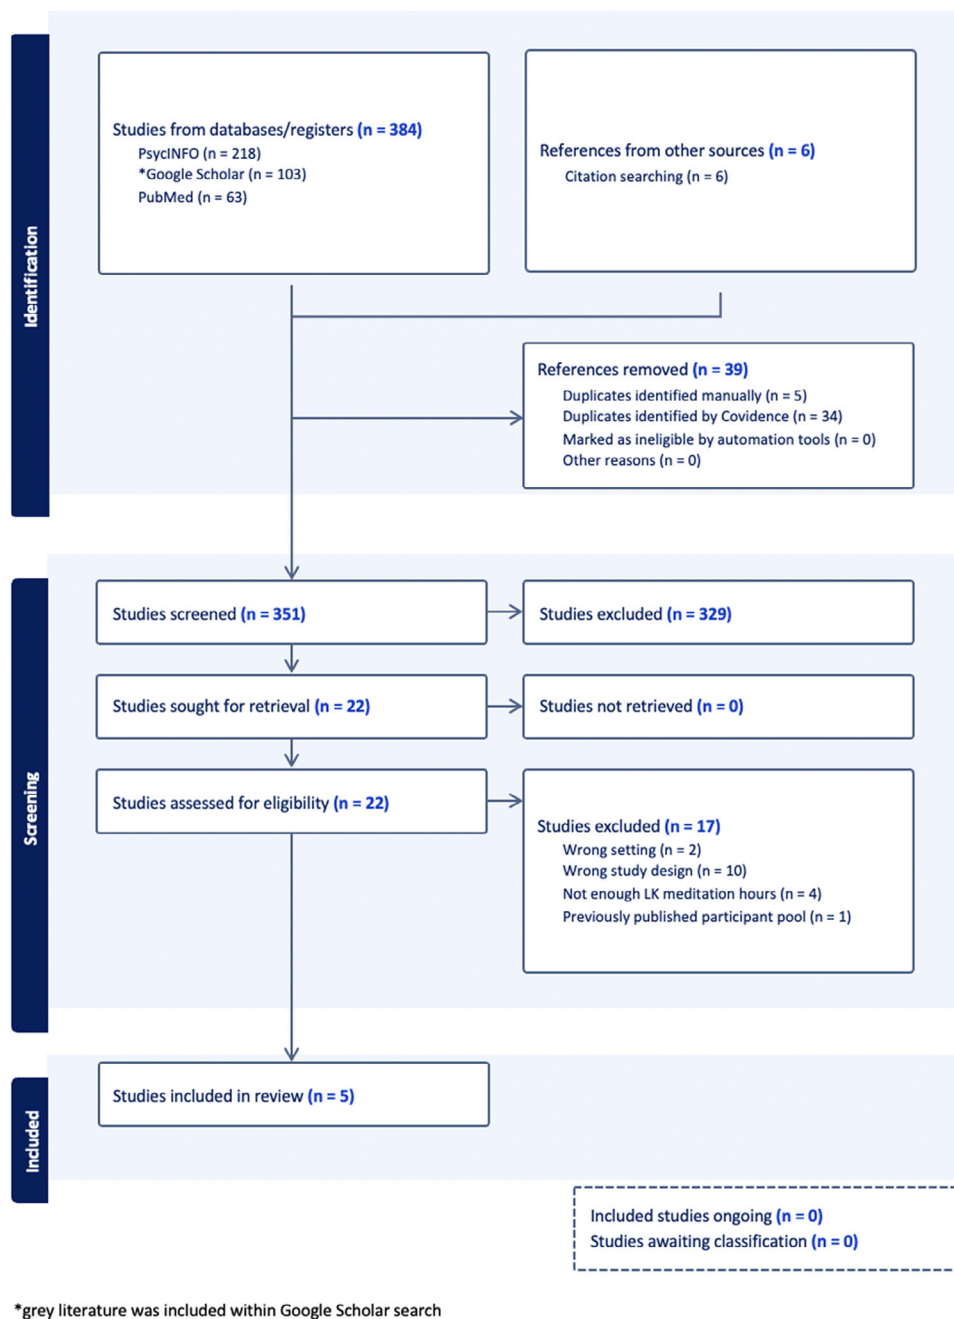 Identification
Studies from databases/registers (n = 384)
PsycINFO (n = 218)
*Google Scholar (n = 103)
PubMed (n = 63)
References from other sources (n = 6)
Citation searching (n = 6)
References removed (n = 39)
Duplicates identified manually (n = 5)
Duplicates identified by Covidence (n = 34)
Marked as ineligible by automation tools (n = 0)
Other reasons (n = 0)
Screening
Studies screened (n = 351)
Studies excluded (n = 329)
Studies sought for retrieval (n = 22)
Studies not retrieved (n = 0)
Studies assessed for eligibility (n = 22)
Studies excluded (n = 17)
Wrong setting (n = 2)
Wrong study design (n = 10)
Not enough LK meditation hours (n = 4)
Previously published participant pool (n = 1)
Included
Studies included in review (n = 5)
Included studies ongoing (n = 0)
Studies awaiting classification (n = 0)
*grey literature was included within Google Scholar search